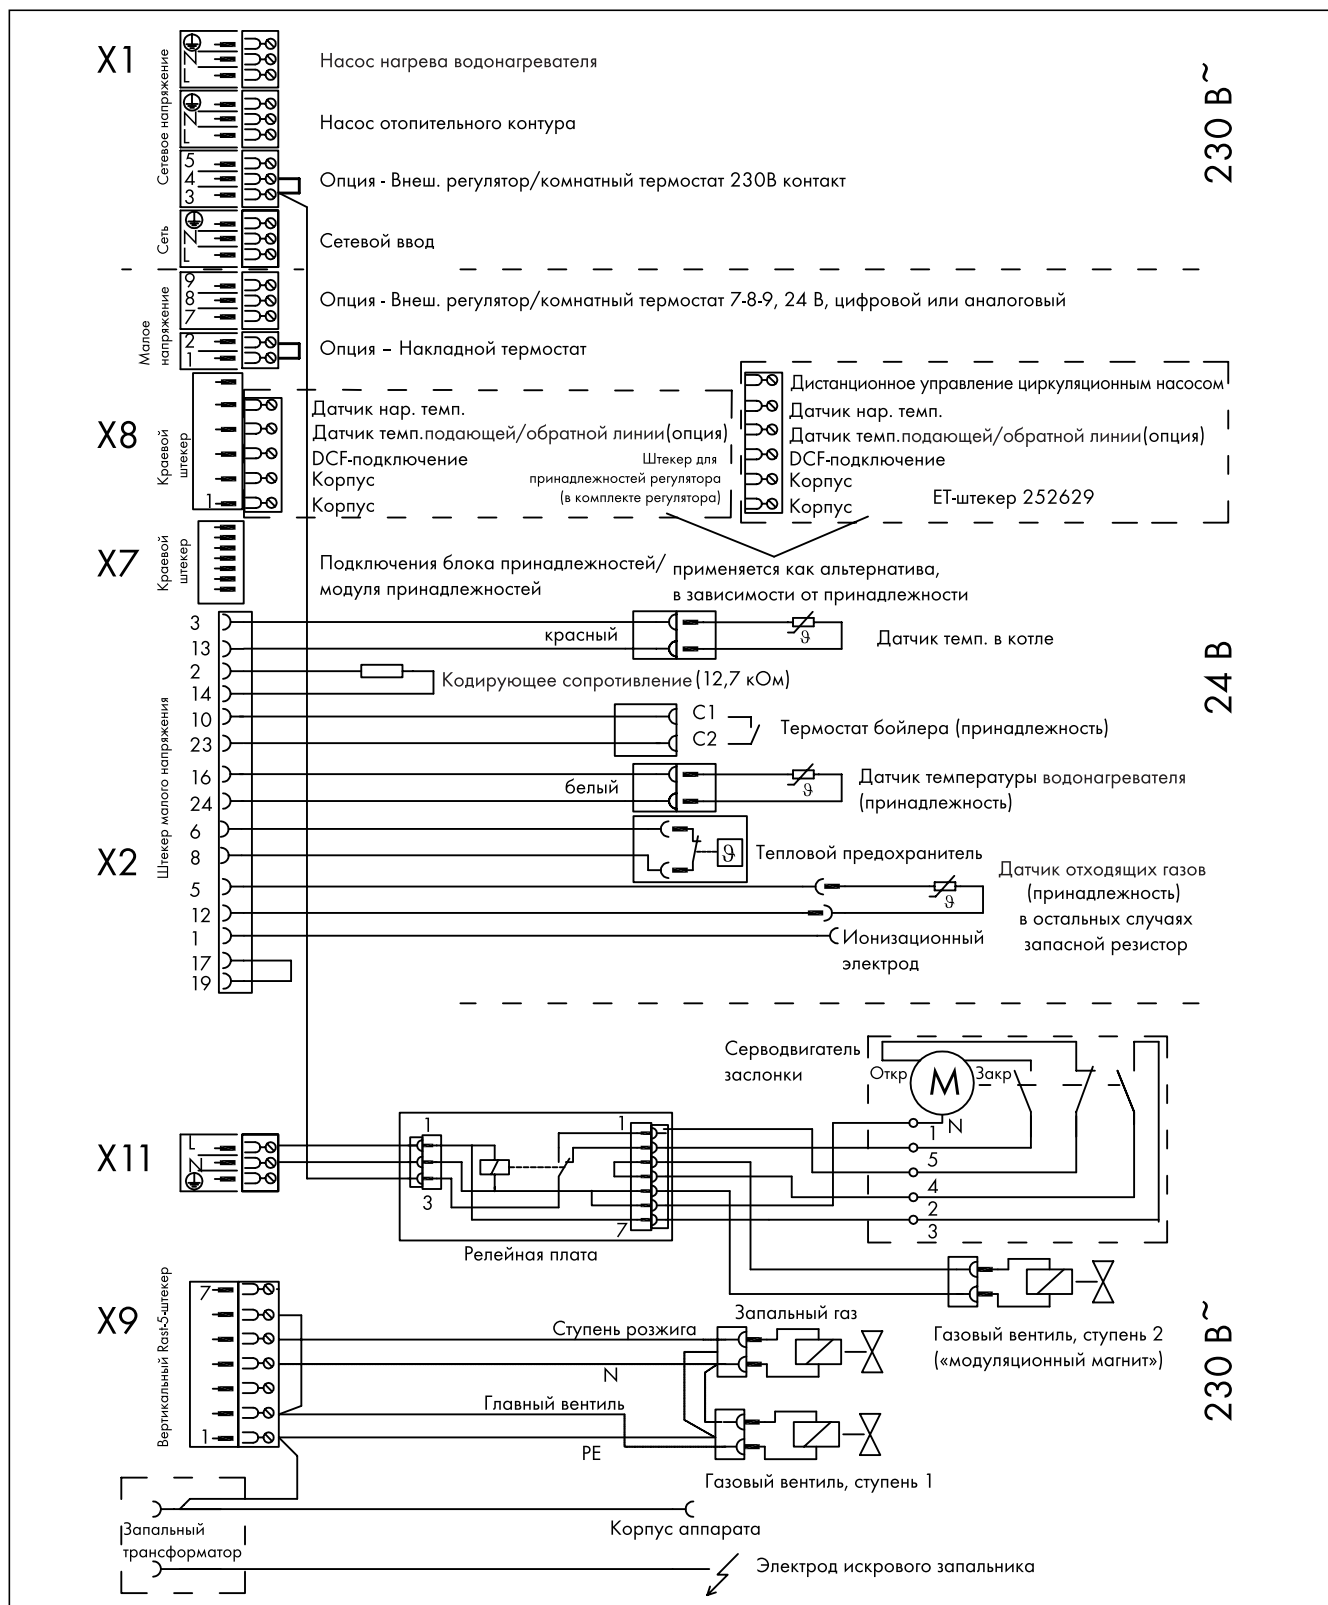 X1
Сетевое напряжение
N
L
Насос нагрева водонагревателя
N
L
Насос отопительного контура
5
4
3
Опция - Внеш. регулятор/комнатный термостат 230В контакт
230 В~
Сеть
N
L
Сетевой ввод
Малое
напряжение
9
8
7
Опция - Внеш. регулятор/комнатный термостат 7-8-9, 24 В, цифровой или аналоговый
2
1
Опция – Накладной термостат
X8
Краевой
штекер
1
Датчик нар. темп.
Датчик темп.подающей/обратной линии(опция)
DCF-подключение
Корпус
Корпус
Штекер для
принадлежностей регулятора
(в комплекте регулятора)
Дистанционное управление циркуляционным насосом
Датчик нар. темп.
Датчик темп.подающей/обратной линии(опция)
DCF-подключение
Корпус
Корпус
ET-штекер 252629
X7
Краевой
штекер
Подключения блока принадлежностей/
модуля принадлежностей
применяется как альтернатива,
в зависимости от принадлежности
24 В
X2
Штекер малого напряжения
3
13
2
14
10
23
16
24
6
8
5
12
1
17
19
красный
ϑ
Датчик темп. в котле
Кодирующее сопротивление (12,7 кОм)
C1
C2
Термостат бойлера (принадлежность)
белый
ϑ
Датчик температуры водонагревателя
(принадлежность)
ϑ
Тепловой предохранитель
ϑ
Датчик отходящих газов
(принадлежность)
в остальных случаях
запасной резистор
Ионизационный
электрод
Серводвигатель
заслонки
Откр
M
Закр
N
1
5
4
2
3
X11
L
N
1
3
1
7
Релейная плата
X9
Вертикальный Rast-5-штекер
7
1
Ступень розжига
N
Главный вентиль
PE
Запальный газ
Газовый вентиль, ступень 2
(«модуляционный магнит»)
Газовый вентиль, ступень 1
230 В~
Запальный
трансформатор
Корпус аппарата
Электрод искрового запальника